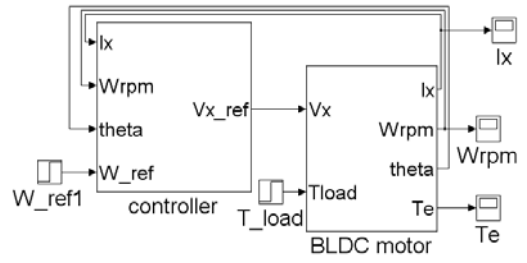 Ix
Wrpm
theta
W_ref
Vx_ref
controller
W_ref1
Vx
Tload
Ix
Wrpm
theta
Te
BLDC motor
T_load
Ix
Wrpm
Te